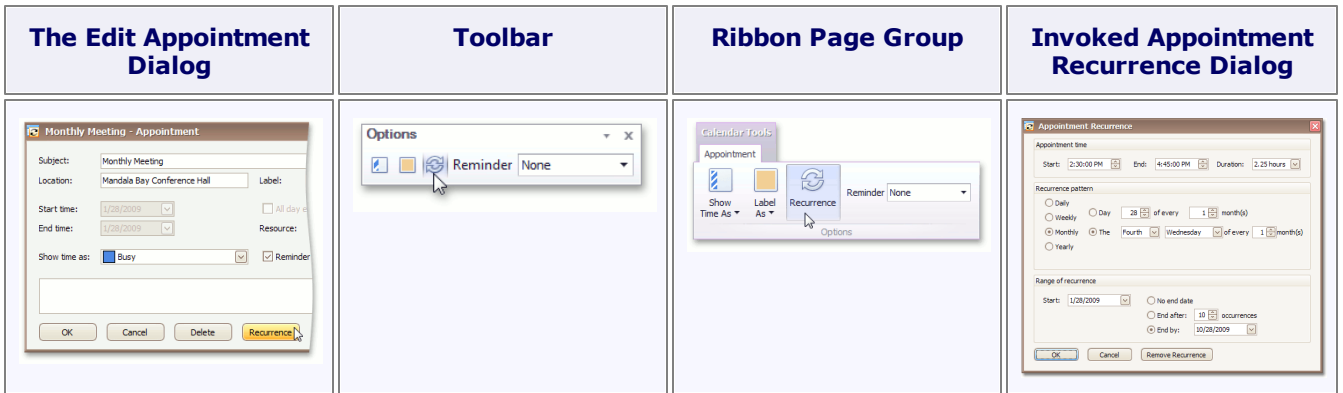 The Edit Appointment
Dialog
Toolbar
Ribbon Page Group
Invoked Appointment
Recurrence Dialog
Monthly Meeting - Appointment
Subject: Monthly Meeting
Location: Mandala Bay Conference Hall Label:
Start time: 1/28/2009 All day e
End time: 1/28/2009 Resource:
Show time as: Busy Reminder
OK Cancel Delete Recurrence
Options
Reminder None
Calendar Tools
Appointment
Show
Time As
Label
As
Recurrence
Reminder None
Options
Appointment Recurrence
Appointment time
Start: 2:30:00 PM End: 4:45:00 PM Duration: 2.25 hours
Recurrence pattern
Daily
Weekly
Monthly
Yearly
Day 28 of every 1 month(s)
The Fourth Wednesday of every 1 month(s)
Range of recurrence
Start: 1/28/2009 No end date
End after: 10 occurrences
End by: 10/28/2009
OK Cancel Remove Recurrence